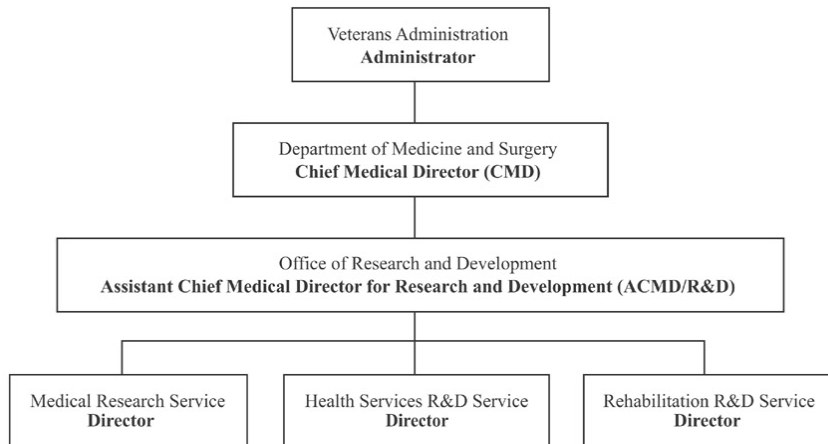 Veterans Administration
Administrator
Department of Medicine and Surgery
Chief Medical Director (CMD)
Office of Research and Development
Assistant Chief Medical Director for Research and Development (ACMD/R&D)
Medical Research Service
Director
Health Services R&D Service
Director
Rehabilitation R&D Service
Director